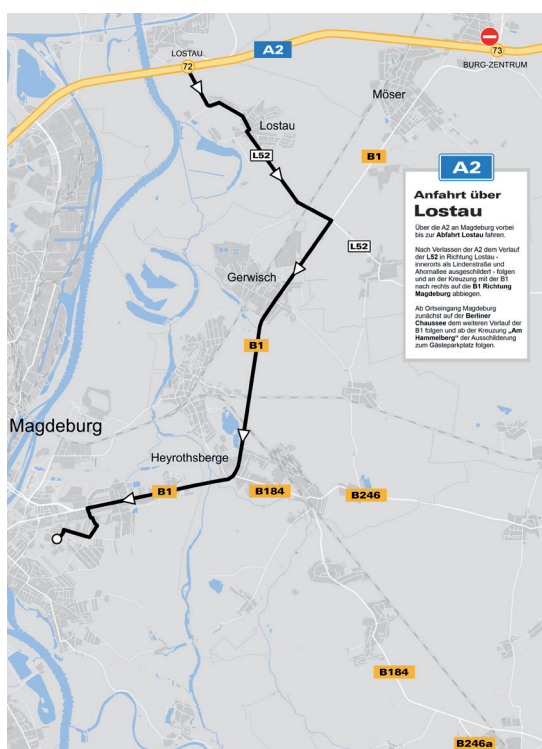 LOSTAU
72
A2
73
BURG-ZENTRUM
Möser
Lostau
L52
B1
A2
Anfahrt über
Lostau
Über die A2 an Magdeburg vorbei
bis zur Abfahrt Lostau fahren.
Nach Verlassen der A2 dem Verlauf
der L52 in Richtung Lostau -
innerorts als Lindenstraße und
Ahornallee ausgeschildert - folgen
und an der Kreuzung mit der B1
nach rechts auf die B1 Richtung
Magdeburg abbiegen.
Ab Ortseingang Magdeburg
zunächst auf der Berliner
Chaussee dem weiteren Verlauf der
B1 folgen und ab der Kreuzung „Am
Hammelberg“ der Ausschilderung
zum Gästeparkplatz folgen.
L52
Gerwisch
B1
Magdeburg
Heyrothsberge
B1
B184
B246
B184
B246a